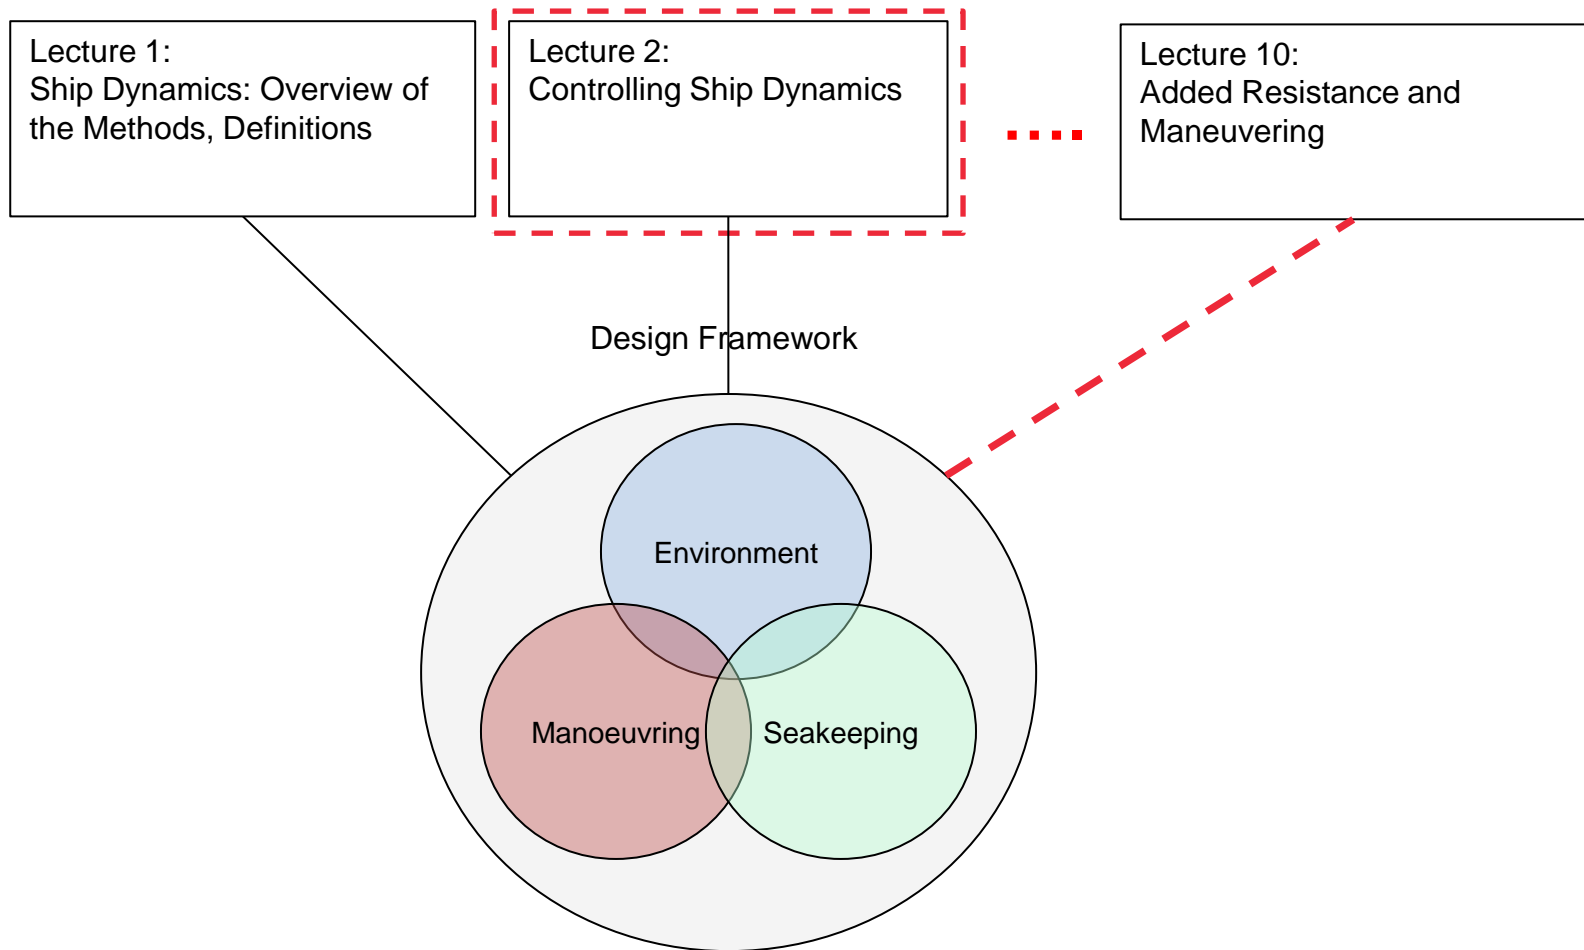 Lecture 1:
Ship Dynamics: Overview of
the Methods, Definitions
Lecture 2:
Controlling Ship Dynamics
Lecture 10:
Added Resistance and
Maneuvering
Design Framework
Environment
Manoeuvring
Seakeeping